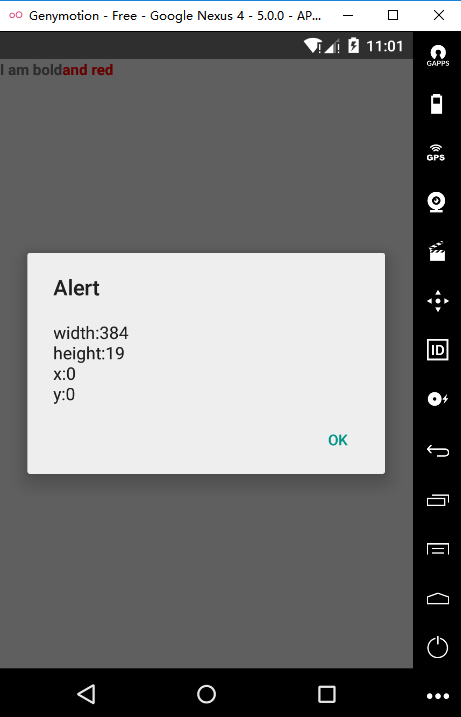 Genymotion - Free - Google Nexus 4 - 5.0.0 - AP...
11:01
GAPPS
I am boldand red
GPS
Alert
width:384
height:19
x:0
y:0
ID
OK